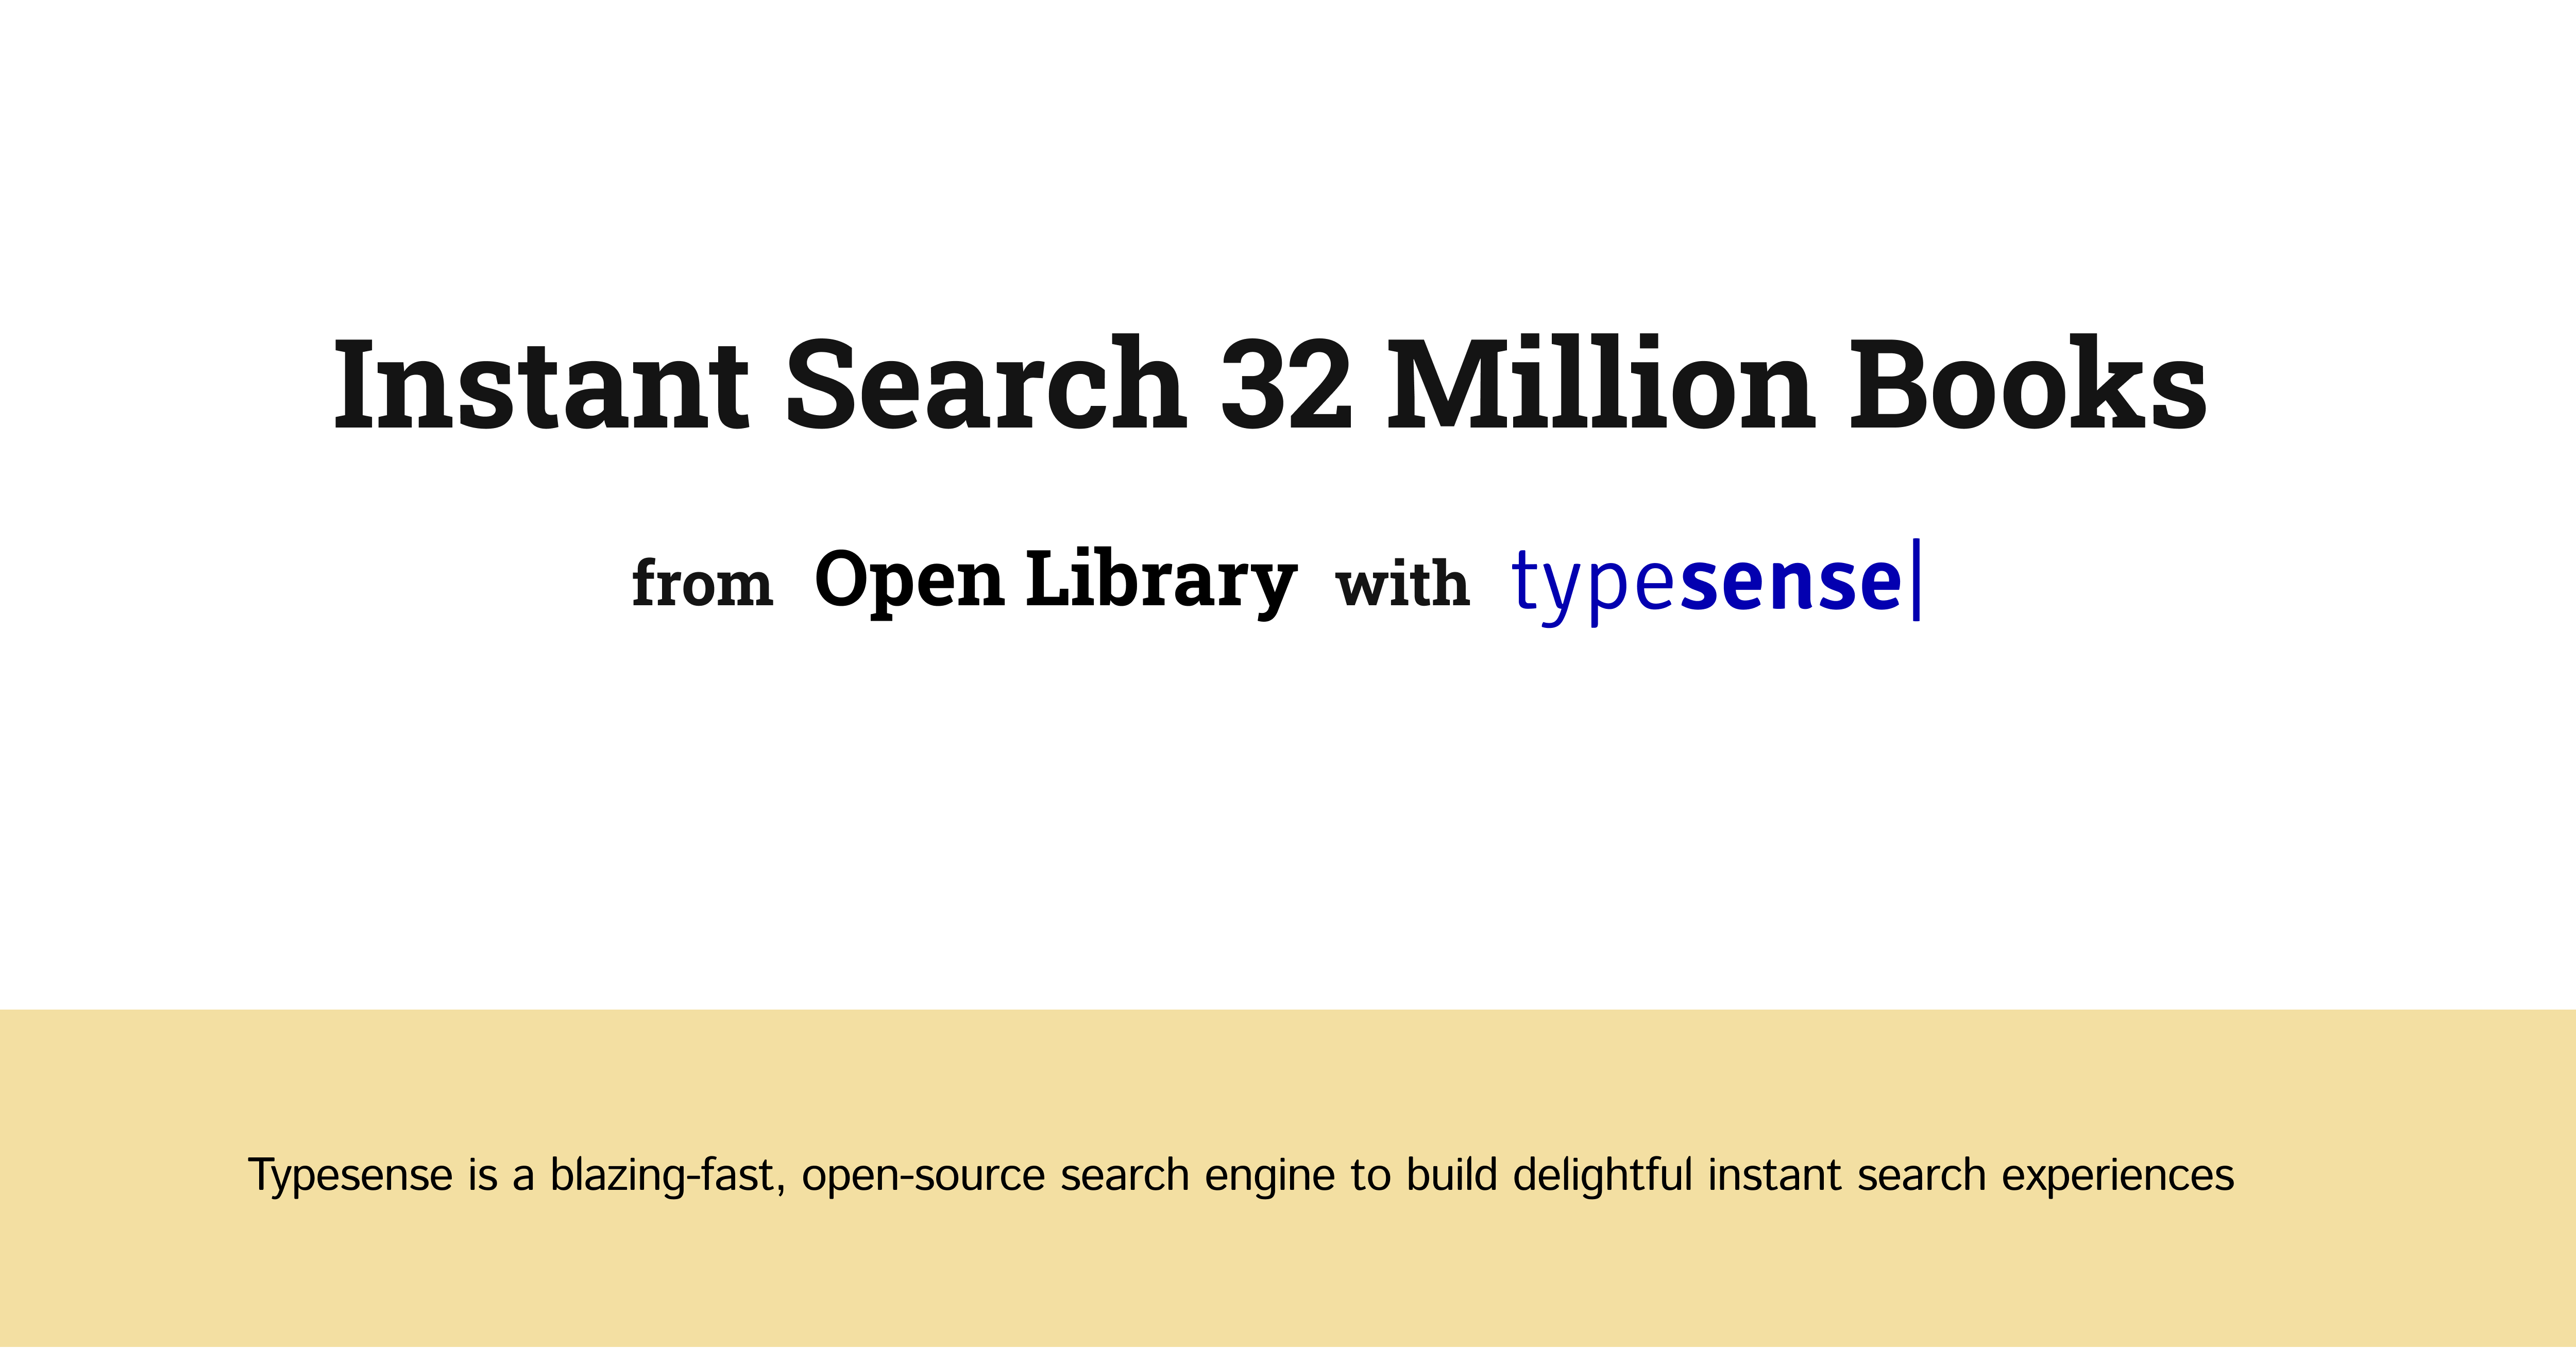 Instant Search 32 Million Books
from Open Library with typesense|
Typesense is a blazing-fast, open-source search engine to build delightful instant search experiences